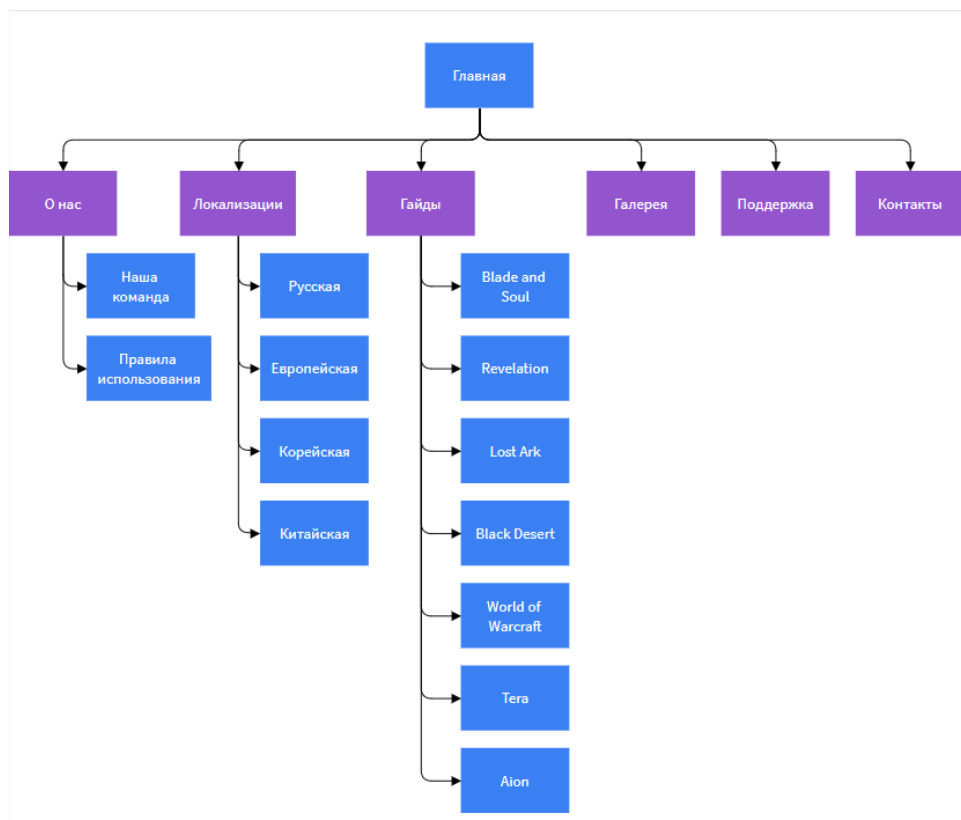 Главная
О нас
Локализации
Гайды
Галерея
Поддержка
Контакты
Наша
команда
Правила
использования
Русская
Европейская
Корейская
Китайская
Blade and
Soul
Revelation
Lost Ark
Black Desert
World of
Warcraft
Tera
Aion